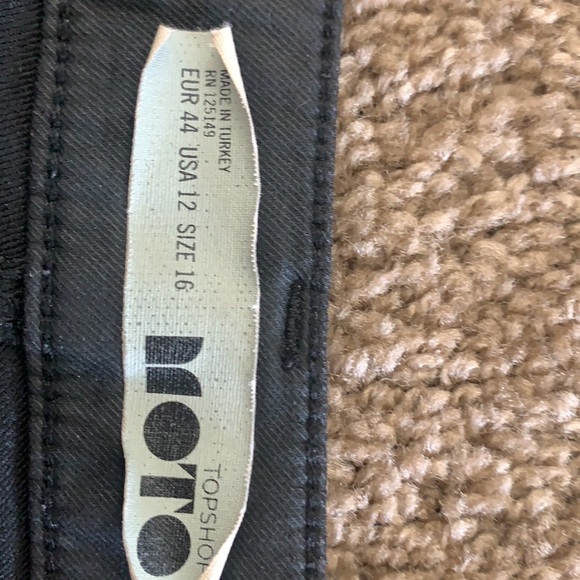 MADE IN TURKEY
RN 125149
EUR 44 USA 12 SIZE 16
TOPSHOP
MOTO